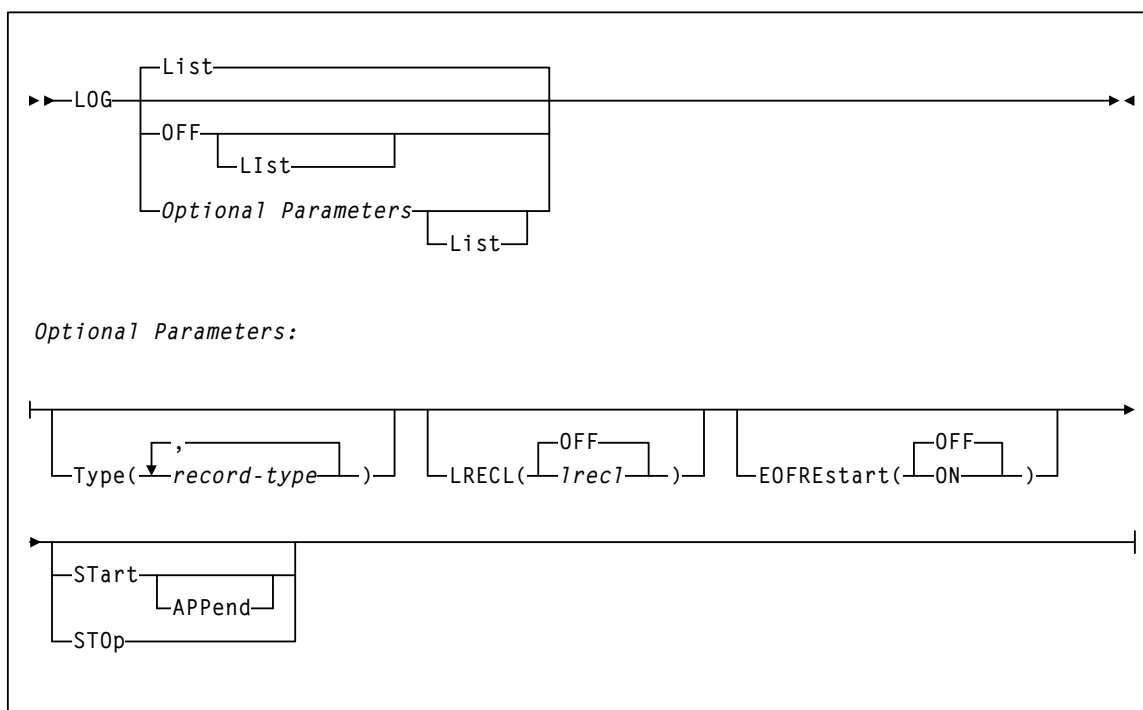 List
LOG
OFF
LIst
Optional Parameters
List
Optional Parameters:
, OFF OFF
Type( record-type ) LRECL( lrecl ) EOFREstart( ON )
STart
APPend
STOp